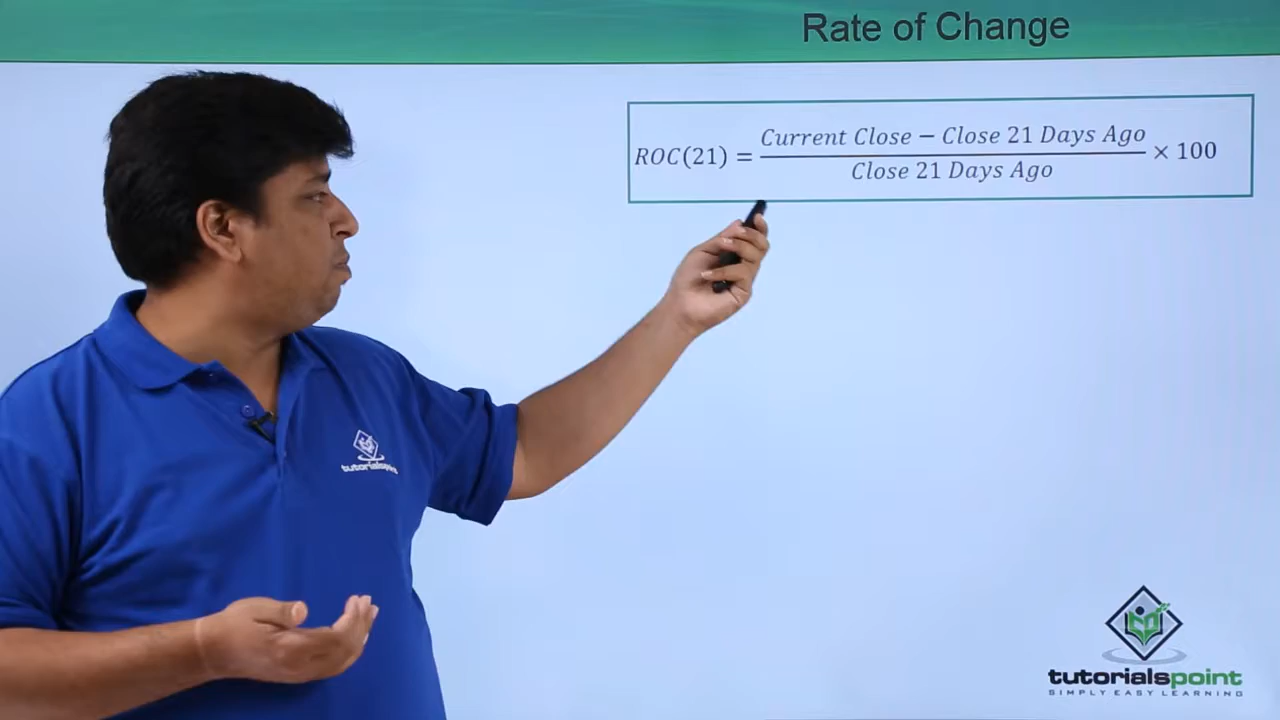 Rate of Change
ROC(21) = Current Close − Close 21 Days Ago / Close 21 Days Ago × 100
tutorialspoint
tutorialspoint
SIMPLY EASY LEARNING